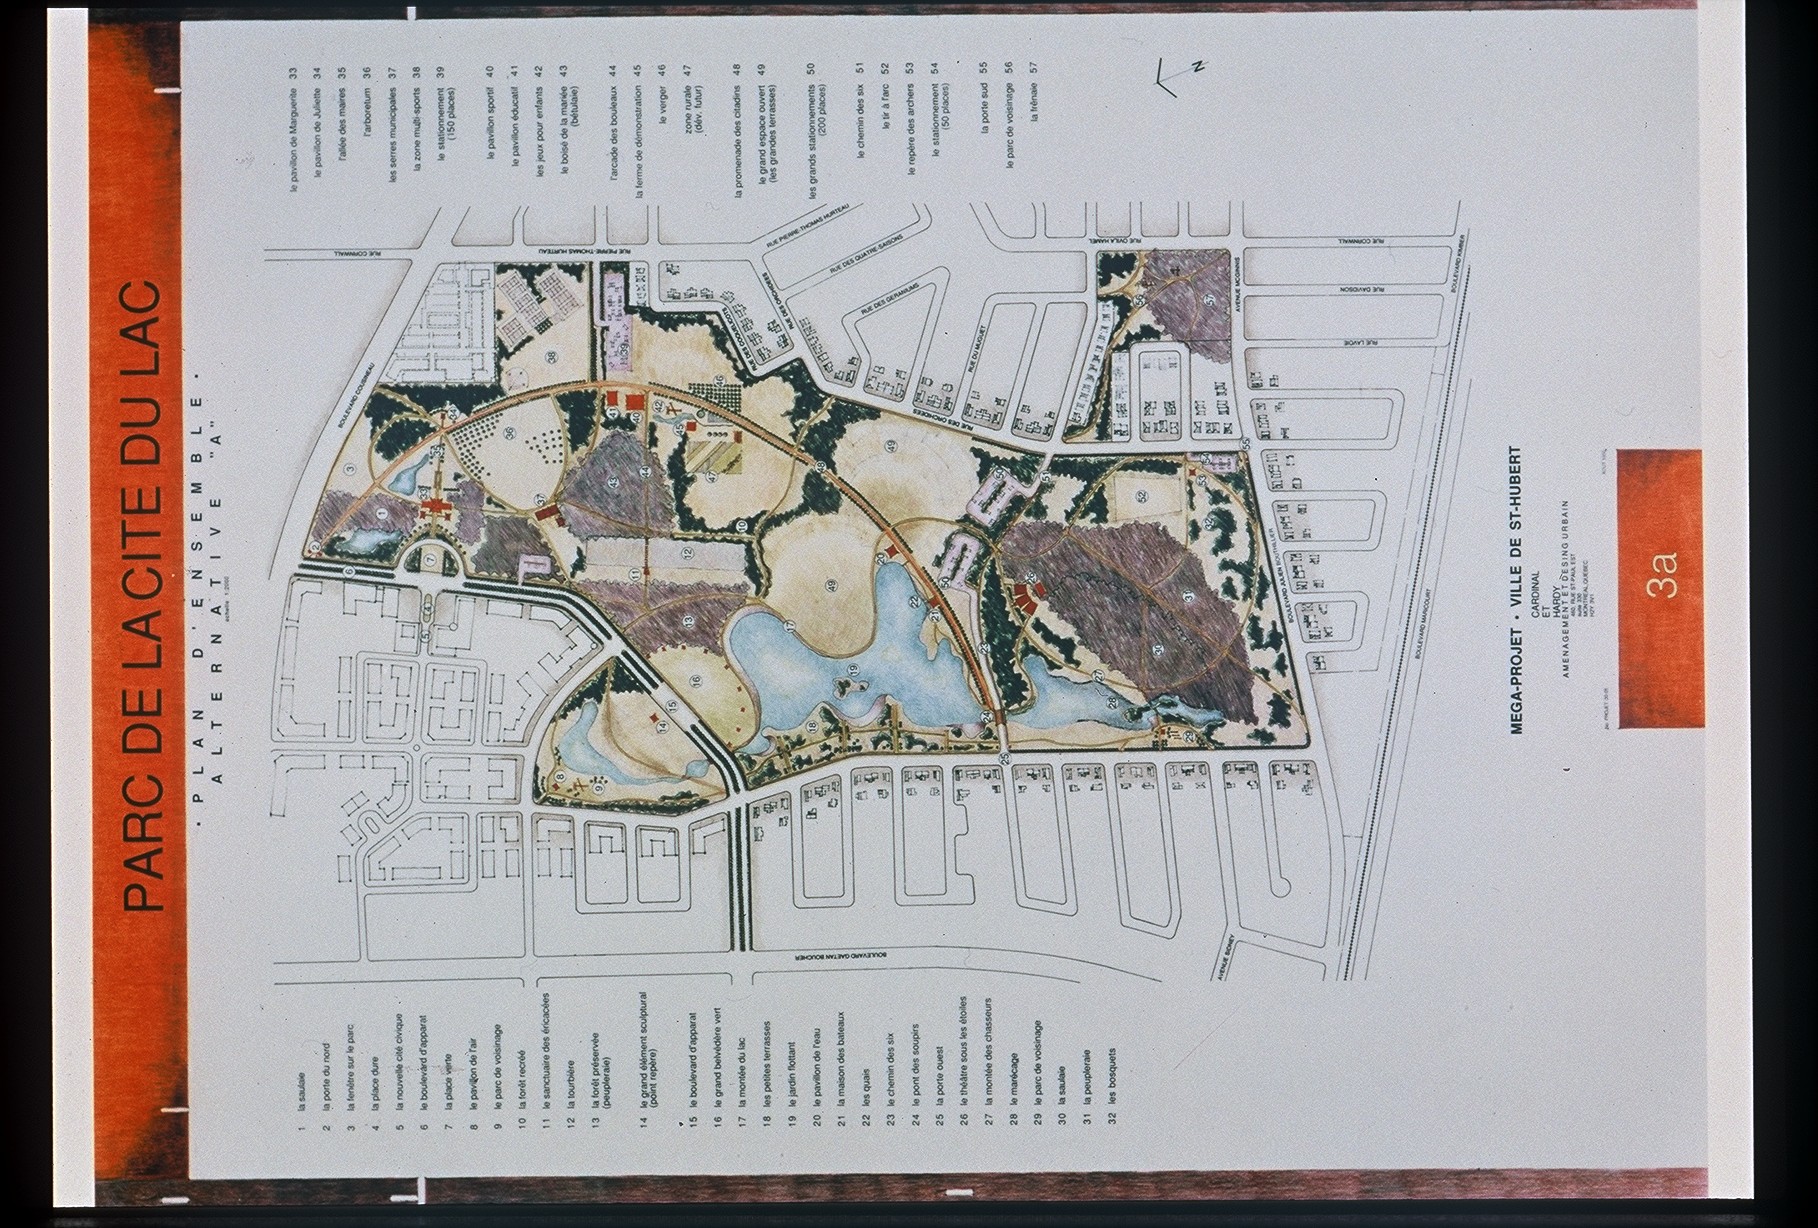 PARC DE LA CITE DU LAC
• PLAN D'ENSEMBLE •
ALTERNATIVE "A"
échelle 1:2000
1 la saulaie
2 la porte du nord
3 la fenêtre sur le parc
4. la place dure
5 la nouvelle cité civique
6 le boulevard d'apparat
7 la place verte
8 le pavillon de l'air
9 le parc de voisinage
10 la forêt recréé
11 le sanctuaire des éricacées
12 la tourbière
13 la forêt préservée
(peupleraie)
14 le grand élément sculptural
(point repère)
15 le boulevard d'apparat
16 le grand belvédère vert
17 la montée du lac
18 les petites terrasses
19 le jardin flottant
20 le pavillon de l'eau
21 la maison des bateaux
22 les quais
23 le chemin des six
24 le pont des soupirs
25 la porte ouest
26 le théâtre sous les étoiles
27 la montée des chasseurs
28 le marécage
29 le parc de voisinage
30 la saulaie
31 la peupleraie
32 les bosquets
le pavillon de Marguerite 33
le pavillon de Juliette 34
l'allée des maires 35
l'arboretum 36
les serres municipales 37
la zone multi-sports 38
le stationnement 39
(150 places)
le pavillon sportif 40
le pavillon éducatif 41
les jeux pour enfants 42
le boisé de la mariée 43
(bétulaie)
l'arcade des bouleaux 44
la ferme de démonstration 45
le verger 46
zone rurale 47
(dév. futur)
la promenade des citadins 48
le grand espace ouvert 49
(les grandes terrasses)
les grands stationnements 50
(200 places)
le chemin des six 51
le tir à l'arc 52
le repère des archers 53
le stationnement 54
(50 places)
la porte sud 55
le parc de voisinage 56
la frênaie 57
N
RUE CORNWALL
BOULEVARD COUSINEAU
RUE PIERRE-THOMAS HURTEAU
RUE PIERRE-THOMAS HURTEAU
RUE DES QUATRE-SAISONS
RUE DES GERANIUMS
RUE DU MUGUET
RUE DES ORCHIDEES
RUE DES ORCHIDEES
RUE OVILA HAMEL
AVENUE MCGINNIS
RUE CORNWALL
RUE DAVIDSON
RUE LAVOIE
BOULEVARD KIMBER
BOULEVARD JULIEN BOUTHILLIER
BOULEVARD MARICOURT
BOULEVARD GAETAN BOUCHER
AVENUE SIDNEY
MEGA-PROJET • VILLE DE ST-HUBERT
CARDINAL
ET
HARDY
AMENAGEMENT ET DESING URBAIN
MONTREAL, QUEBEC
3a